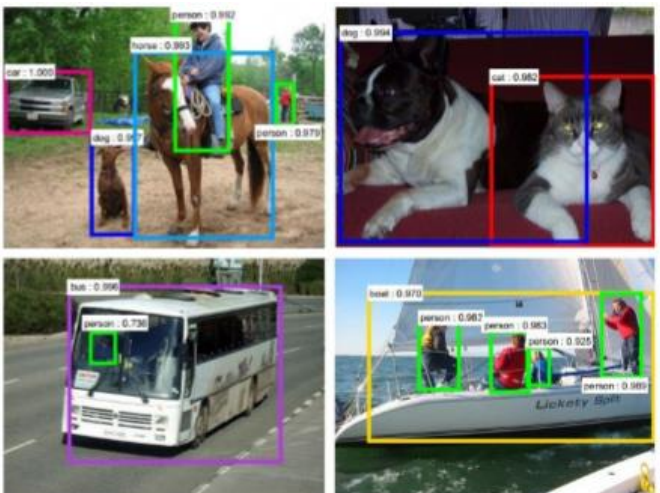 person : 0.992
horse : 0.993
car : 1.000
dog : 0.997
person : 0.979
dog : 0.994
cat : 0.982
bus : 0.996
person : 0.736
boat : 0.970
person : 0.983
person : 0.925
person : 0.989
Lickety Split